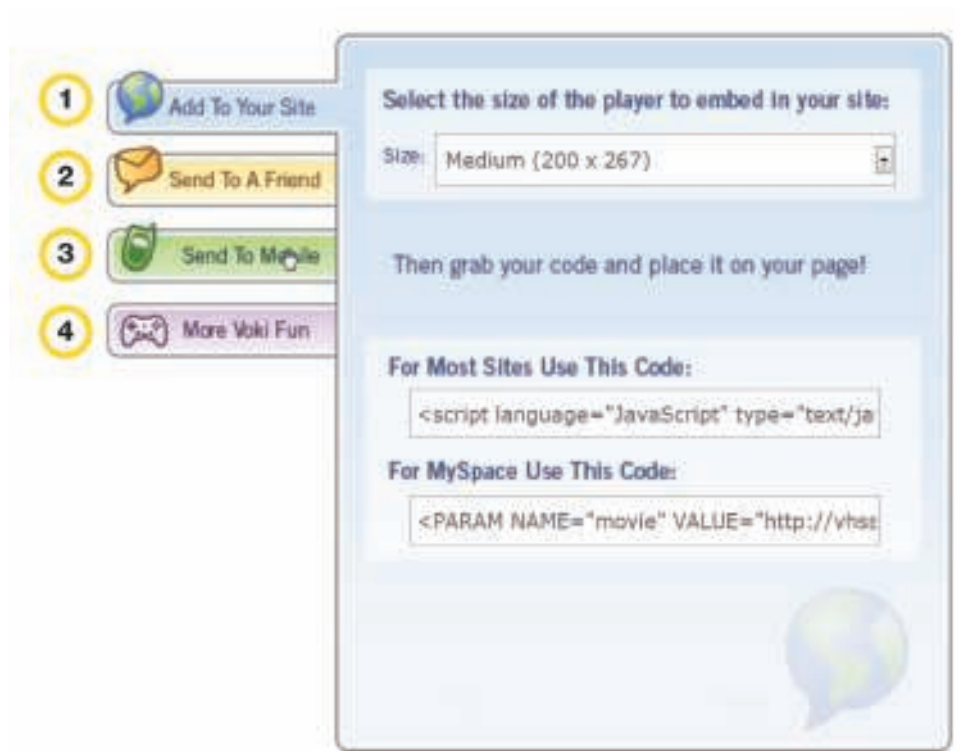 1 Add To Your Site
2 Send To A Friend
3 Send To Mobile
4 More Voki Fun
Select the size of the player to embed in your site:
Size: Medium (200 x 267)
Then grab your code and place it on your page!
For Most Sites Use This Code:
<script language="JavaScript" type="text/ja
For MySpace Use This Code:
<PARAM NAME="movie" VALUE="http://vhss